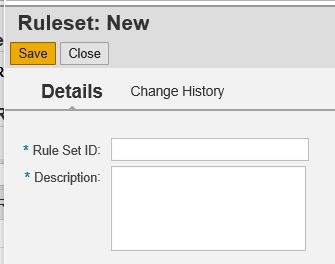 Ruleset: New
Save Close
Details Change History
* Rule Set ID:
* Description: